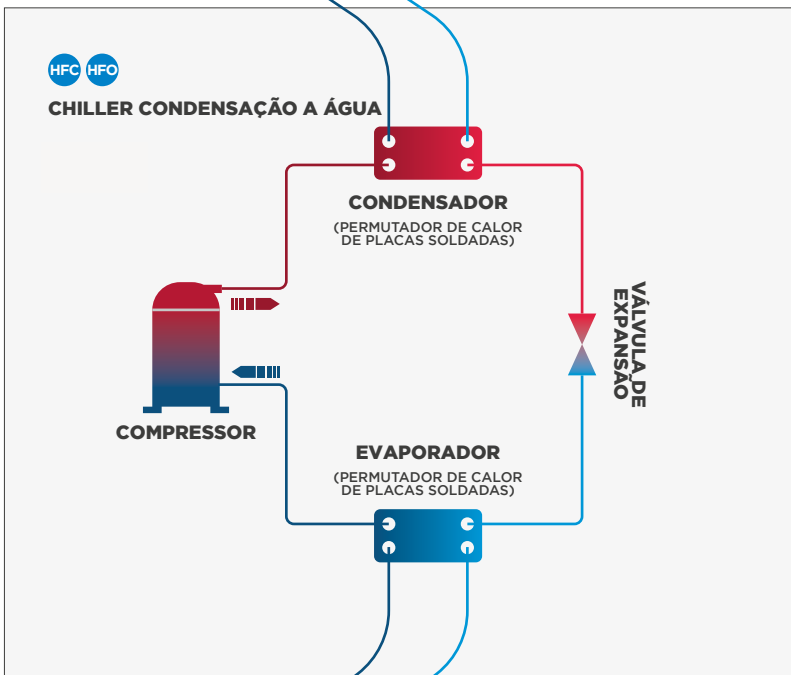 HFC HFO
CHILLER CONDENSAÇÃO A ÁGUA
CONDENSADOR
(PERMUTADOR DE CALOR
DE PLACAS SOLDADAS)
VÁLVULA DE
EXPANSÃO
COMPRESSOR
EVAPORADOR
(PERMUTADOR DE CALOR
DE PLACAS SOLDADAS)